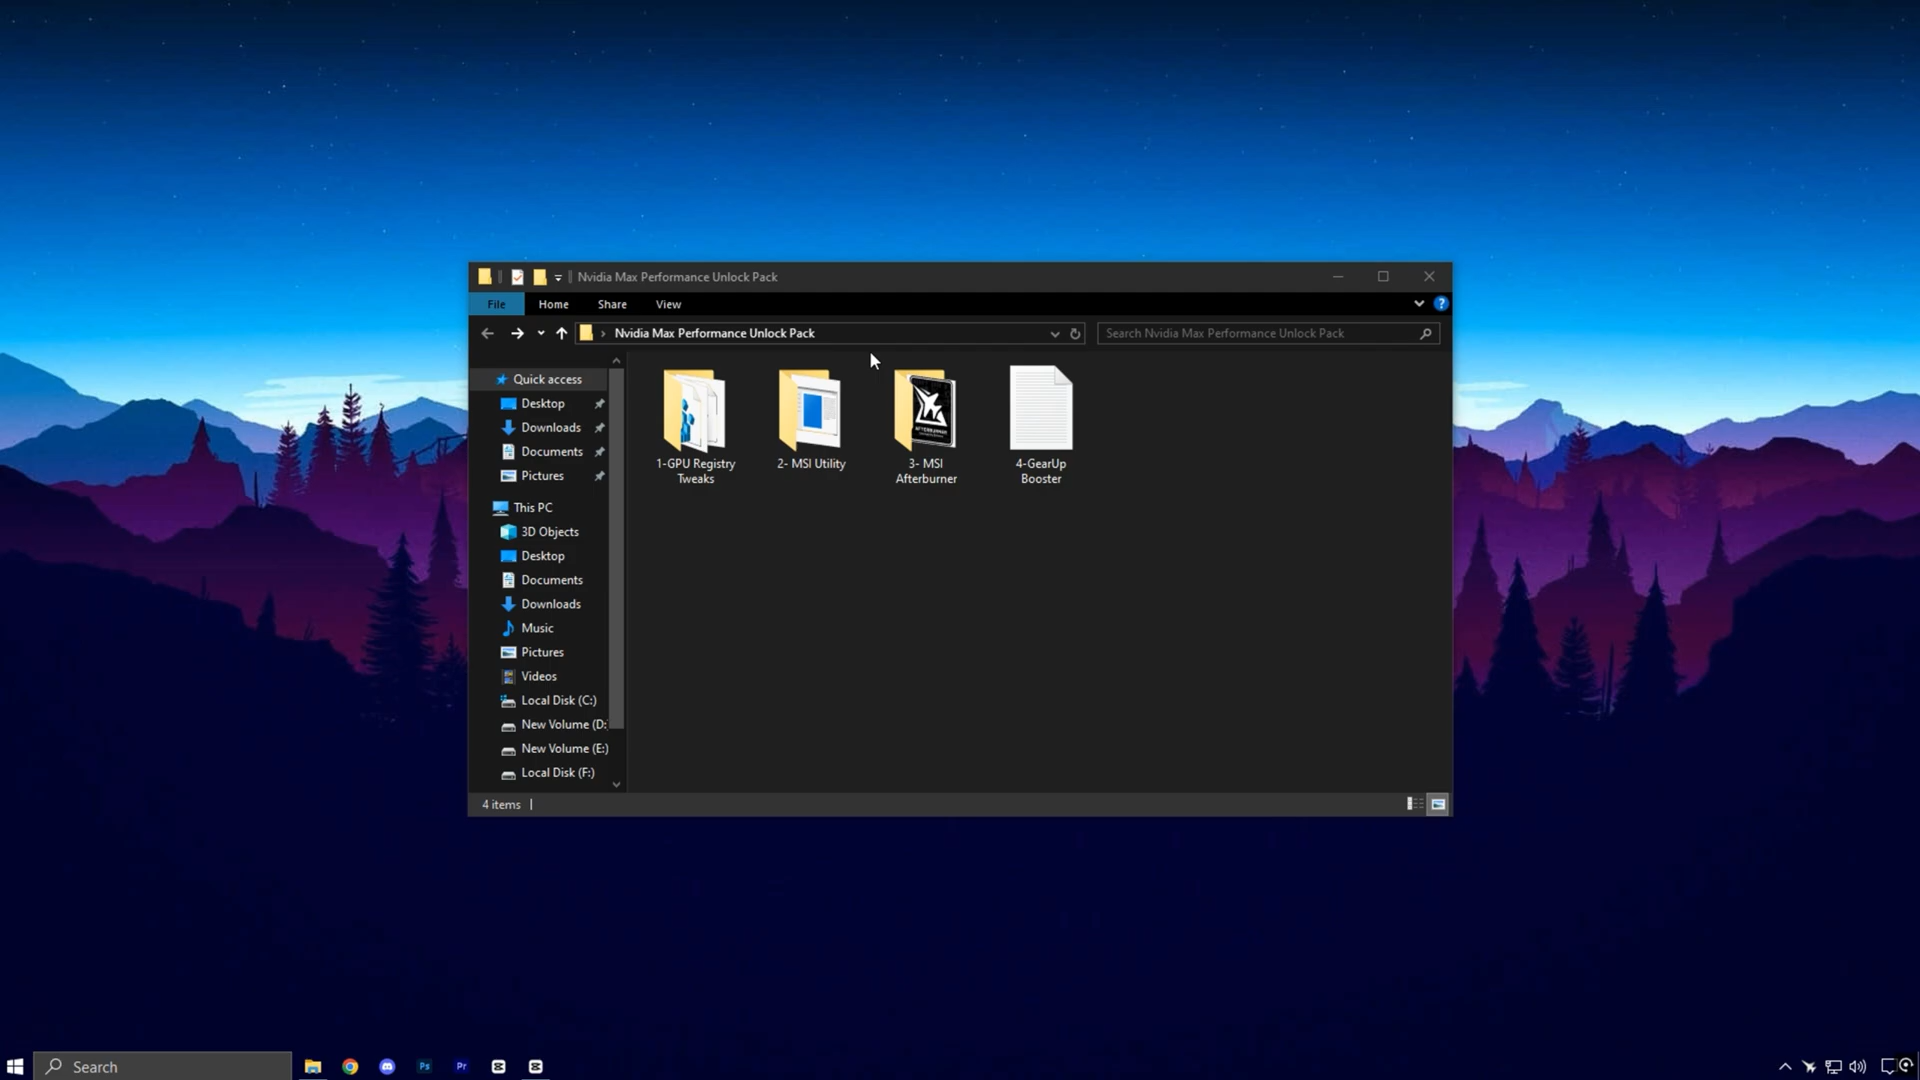 Nvidia Max Performance Unlock Pack
File Home Share View
Nvidia Max Performance Unlock Pack
Search Nvidia Max Performance Unlock Pack
Quick access
Desktop
Downloads
Documents
Pictures
This PC
3D Objects
Desktop
Documents
Downloads
Music
Pictures
Videos
Local Disk (C:)
New Volume (D:
New Volume (E:)
Local Disk (F:)
1-GPU Registry
Tweaks
2- MSI Utility
AFTERBURNER
3- MSI
Afterburner
4-GearUp
Booster
4 items
Search
Ps
Pr